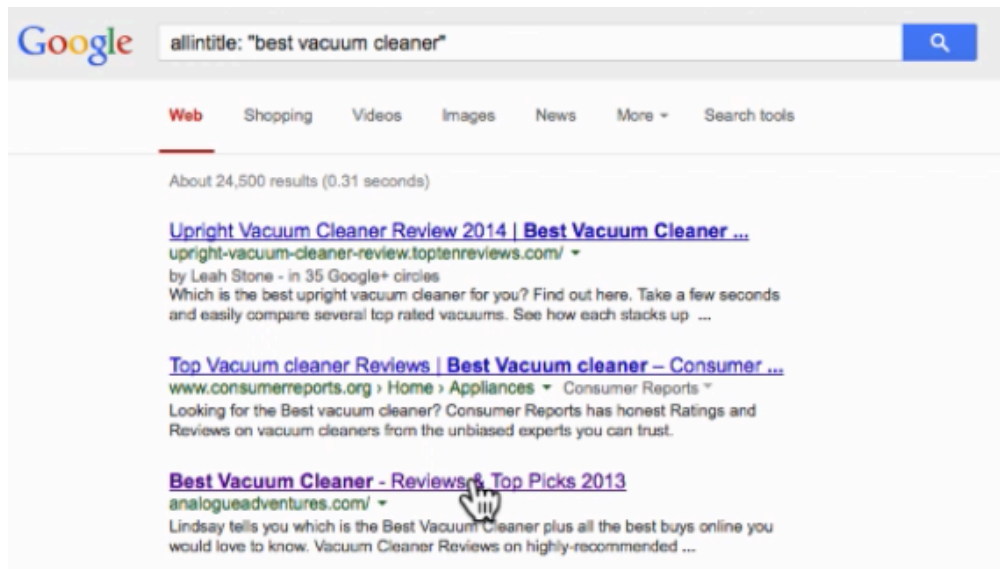 Google
allintitle: "best vacuum cleaner"
Web Shopping Videos Images News More Search tools
About 24,500 results (0.31 seconds)
Upright Vacuum Cleaner Review 2014 | Best Vacuum Cleaner ...
upright-vacuum-cleaner-review.toptenreviews.com/
by Leah Stone - in 35 Google+ circles
Which is the best upright vacuum cleaner for you? Find out here. Take a few seconds
and easily compare several top rated vacuums. See how each stacks up ...
Top Vacuum cleaner Reviews | Best Vacuum cleaner – Consumer ...
www.consumerreports.org › Home › Appliances Consumer Reports
Looking for the Best vacuum cleaner? Consumer Reports has honest Ratings and
Reviews on vacuum cleaners from the unbiased experts you can trust.
Best Vacuum Cleaner - Reviews & Top Picks 2013
analogueadventures.com/
Lindsay tells you which is the Best Vacuum Cleaner plus all the best buys online you
would love to know. Vacuum Cleaner Reviews on highly-recommended ...